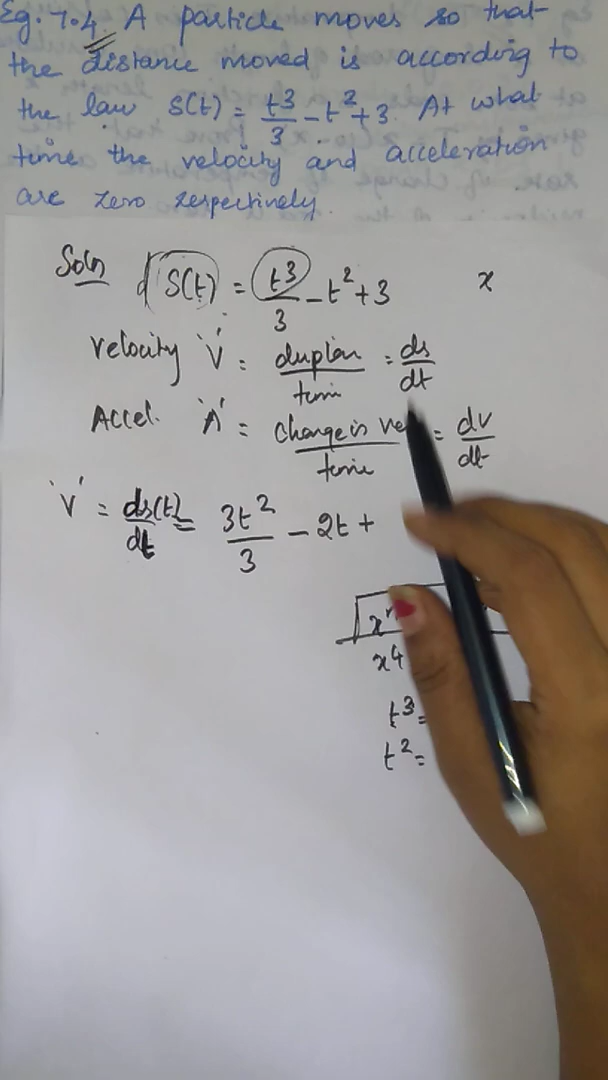 Eg. 7.4. A particle moves so that
the distance moved is according to
the law S(t) = t³/3 - t² + 3. At what
time the velocity and acceleration
are zero respectively.
Soln S(t) = t³/3 - t² + 3 x
Velocity 'V' = /time = ds/dt
Accel. 'A' = change in /time = dv/dt
'V' = ds(t)/dt = 3t²/3 - 2t +
x⁴
t³ =
t² =